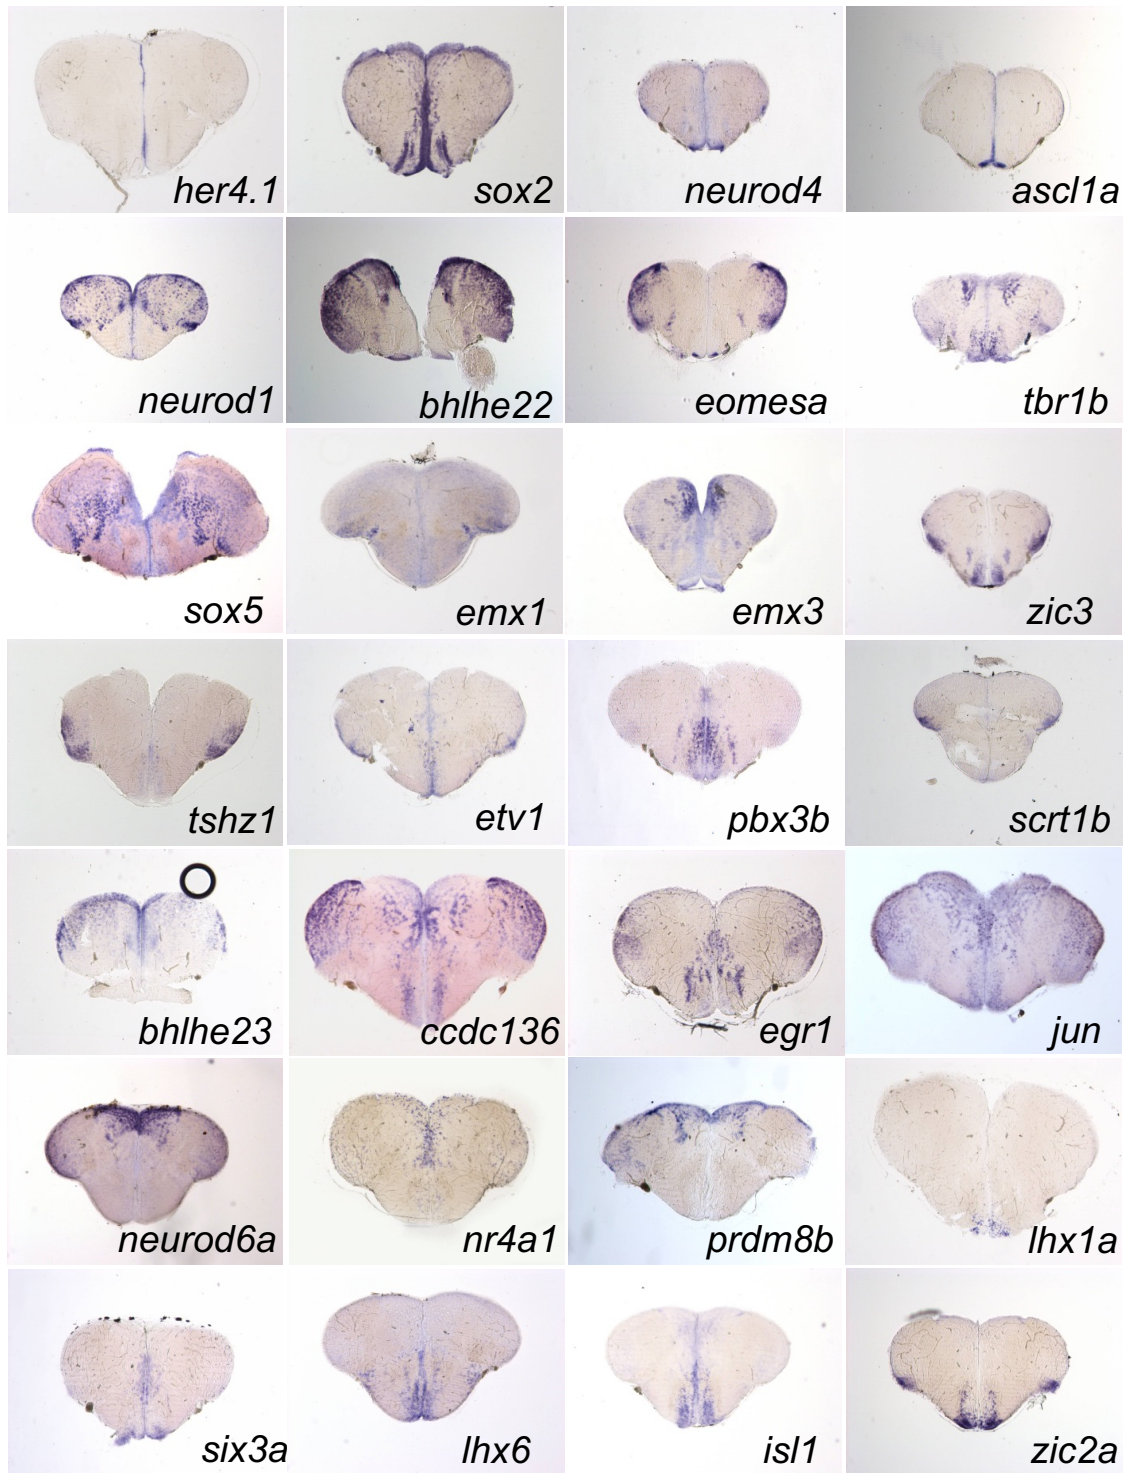 her4.1
sox2
neurod4
ascl1a
neurod1
bhlhe22
eomesa
tbr1b
sox5
emx1
emx3
zic3
tshz1
etv1
pbx3b
scrt1b
bhlhe23
ccdc136
egr1
jun
neurod6a
nr4a1
prdm8b
lhx1a
six3a
lhx6
isl1
zic2a